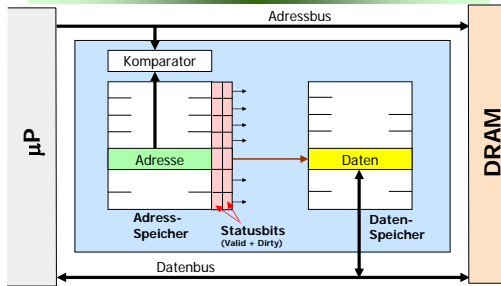 Adressbus
Komparator
µP
DRAM
Adresse
Daten
Adress-
Speicher
Statusbits
(Valid + Dirty)
Daten-
Speicher
Datenbus